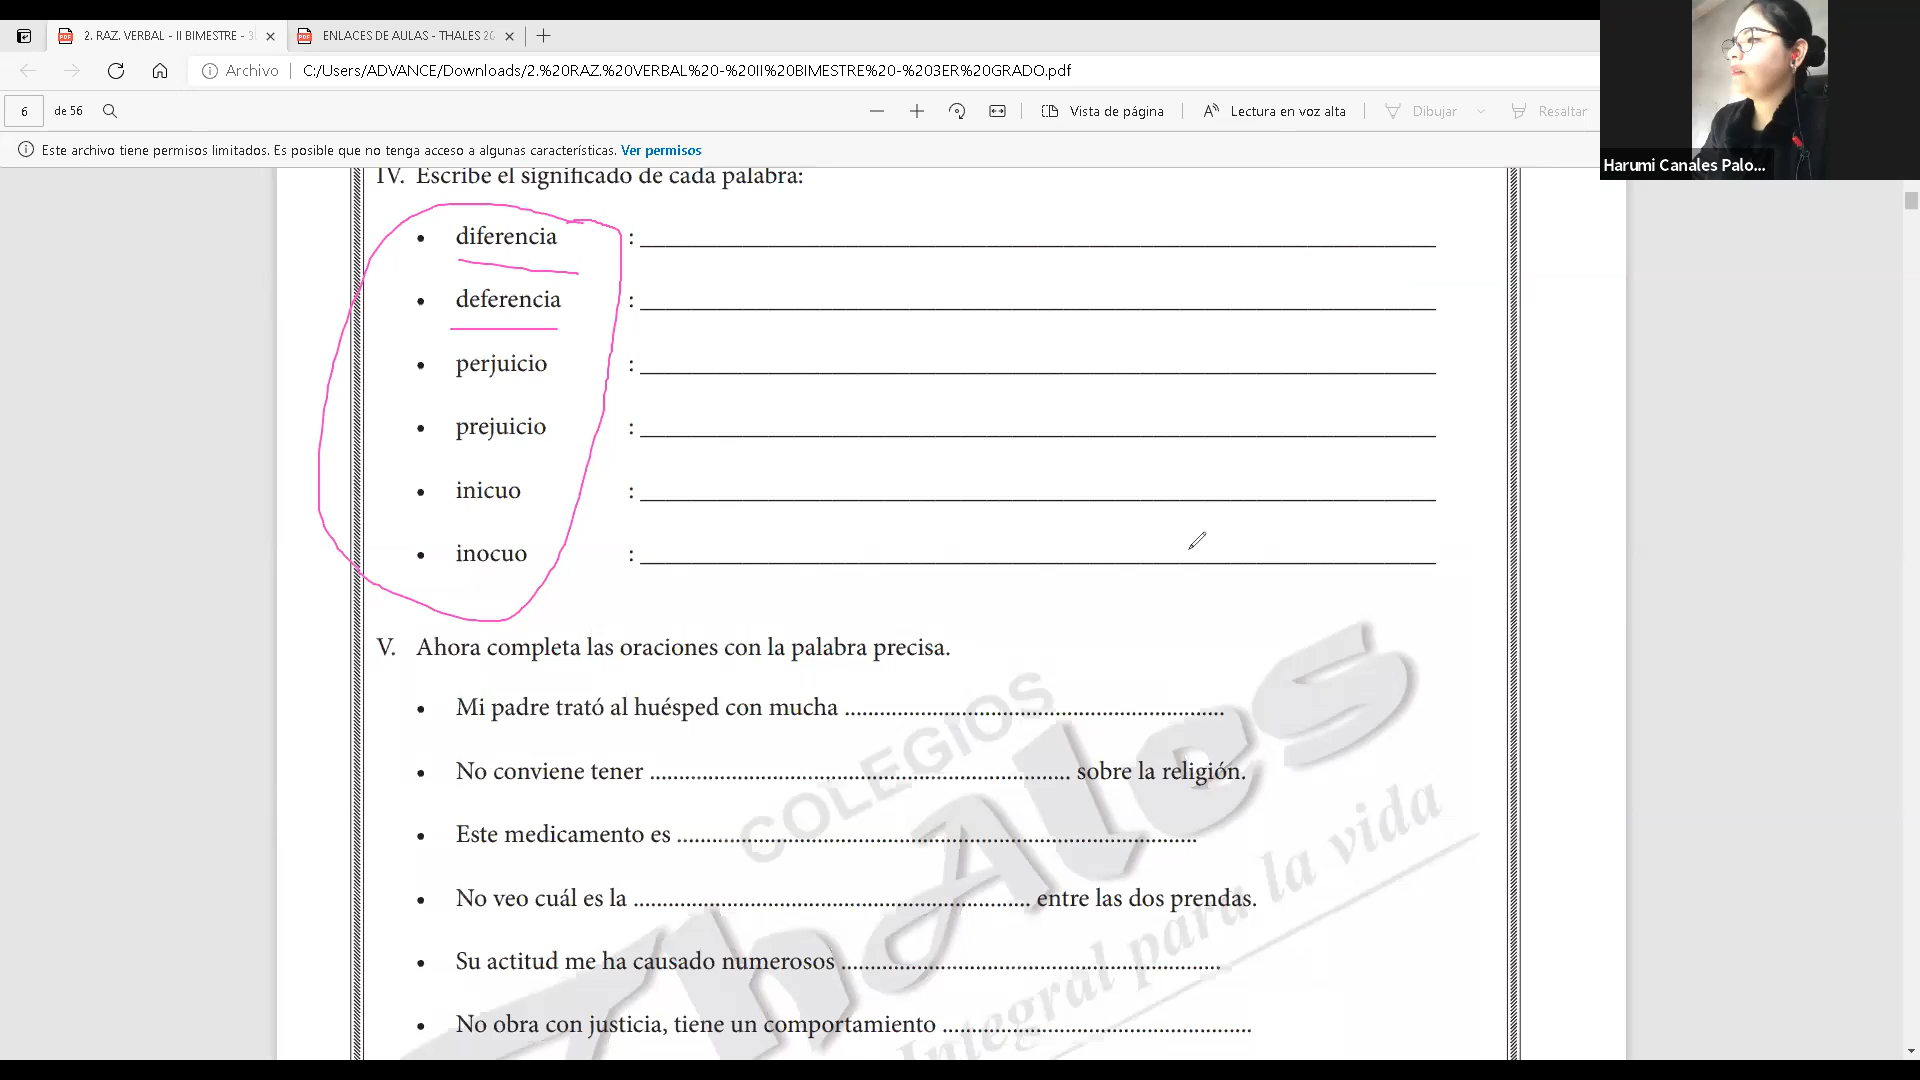 2. RAZ. VERBAL - II BIMESTRE - 3
ENLACES DE AULAS - THALES 20
Archivo C:/Users/ADVANCE/Downloads/2.%20RAZ.%20VERBAL%20-%20II%20BIMESTRE%20-%203ER%20GRADO.pdf
6 de 56 Vista de página Lectura en voz alta Dibujar Resaltar
Este archivo tiene permisos limitados. Es posible que no tenga acceso a algunas características. Ver permisos
Harumi Canales Palo...
IV. Escribe el significado de cada palabra:
• diferencia : ____________________
• deferencia : ____________________
• perjuicio : ____________________
• prejuicio : ____________________
• inicuo : ____________________
• inocuo : ____________________
V. Ahora completa las oraciones con la palabra precisa.
• Mi padre trató al huésped con mucha ....................
• No conviene tener .................... sobre la religión.
• Este medicamento es ....................
• No veo cuál es la .................... entre las dos prendas.
• Su actitud me ha causado numerosos ....................
• No obra con justicia, tiene un comportamiento ....................
COLEGIOS
Thales
Integral para la vida